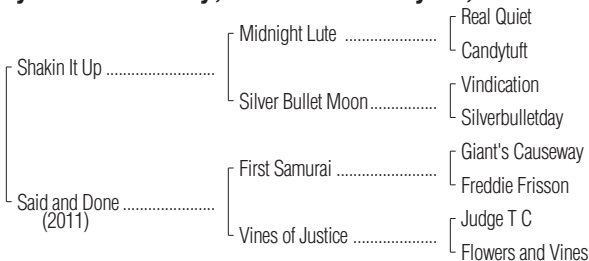 Real Quiet
Midnight Lute ..................
Candytuft
Shakin It Up .........................
Vindication
Silver Bullet Moon................
Silverbulletday
Giant's Causeway
First Samurai ....................
Freddie Frisson
Said and Done .....................
(2011)
Judge T C
Vines of Justice ..................
Flowers and Vines